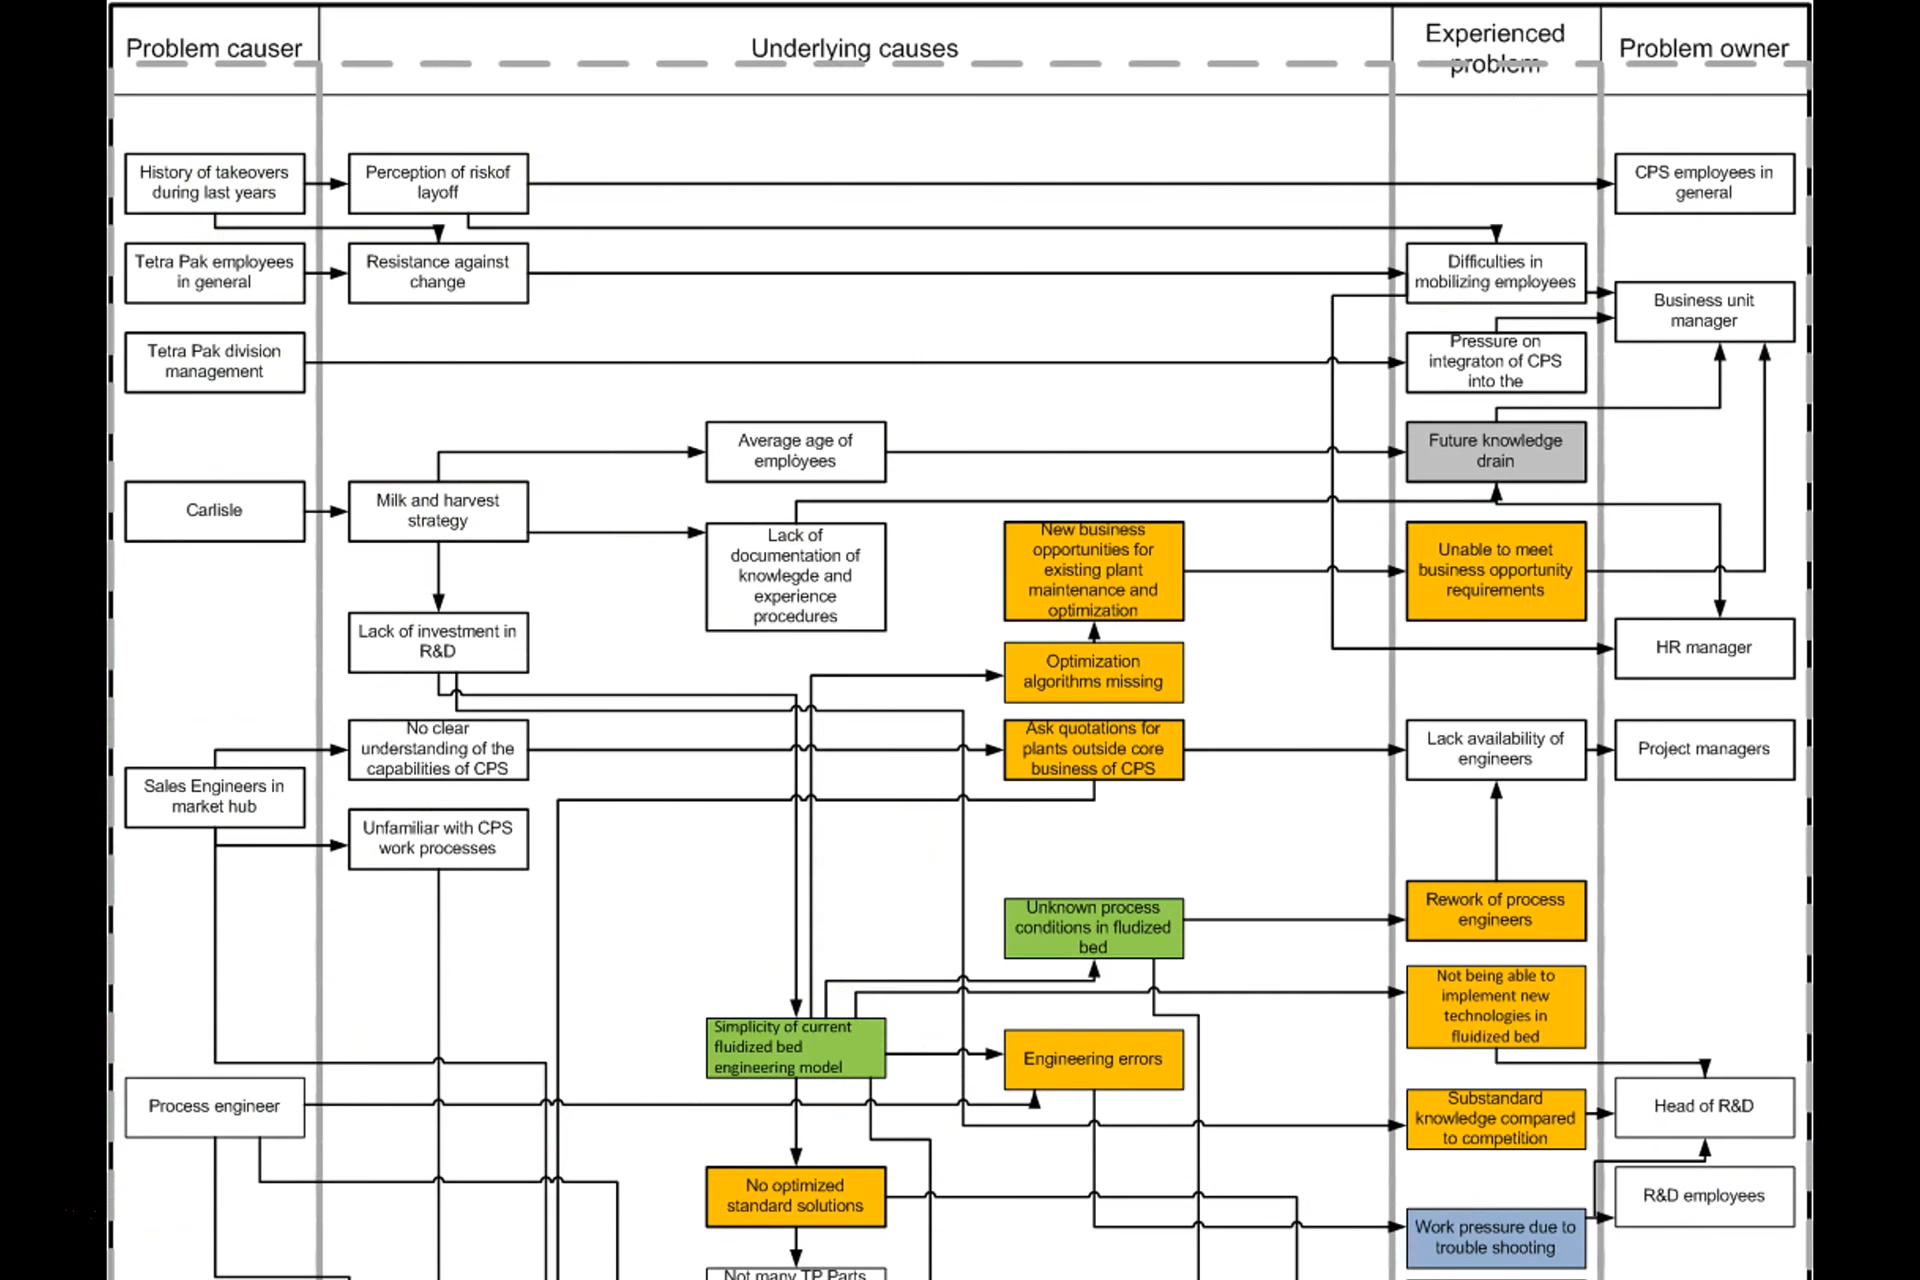 Problem causer
Underlying causes
Experienced
problem
Problem owner
History of takeovers
during last years
Perception of riskof
layoff
CPS employees in
general
Tetra Pak employees
in general
Resistance against
change
Difficulties in
mobilizing employees
Business unit
manager
Tetra Pak division
management
Pressure on
integraton of CPS
into the
Average age of
employees
Future knowledge
drain
Carlisle
Milk and harvest
strategy
Lack of
documentation of
knowlegde and
experience
procedures
New business
opportunities for
existing plant
maintenance and
optimization
Unable to meet
business opportunity
requirements
Lack of investment in
R&D
Optimization
algorithms missing
HR manager
No clear
understanding of the
capabilities of CPS
Ask quotations for
plants outside core
business of CPS
Lack availability of
engineers
Project managers
Sales Engineers in
market hub
Unfamiliar with CPS
work processes
Unknown process
conditions in fludized
bed
Rework of process
engineers
Not being able to
implement new
technologies in
fluidized bed
Simplicity of current
fluidized bed
engineering model
Engineering errors
Process engineer
Substandard
knowledge compared
to competition
Head of R&D
No optimized
standard solutions
R&D employees
Work pressure due to
trouble shooting
Not many TP Parts